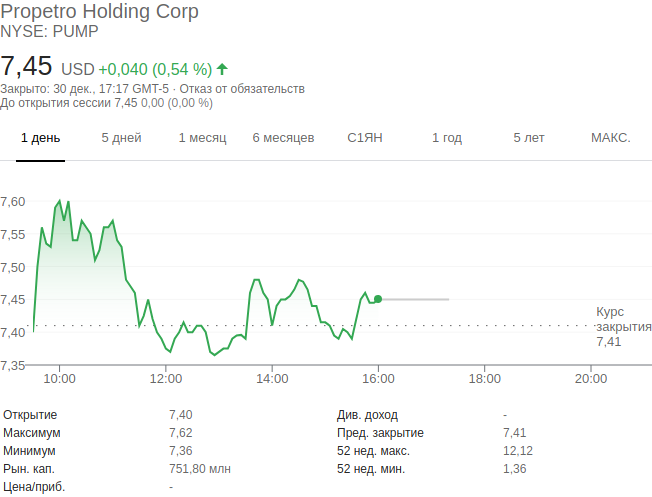 Propetro Holding Corp
NYSE: PUMP
7,45 USD +0,040 (0,54 %)
Закрыто: 30 дек., 17:17 GMT-5 · Отказ от обязательств
До открытия сессии 7,45 0,00 (0,00 %)
1 день 5 дней 1 месяц 6 месяцев С1ЯН 1 год 5 лет МАКС.
7,60
7,55
7,50
7,45
7,40
7,35
Курс
закрытия
7,41
10:00 12:00 14:00 16:00 18:00 20:00
Открытие 7,40 Див. доход -
Максимум 7,62 Пред. закрытие 7,41
Минимум 7,36 52 нед. макс. 12,12
Рын. кап. 751,80 млн 52 нед. мин. 1,36
Цена/приб. -